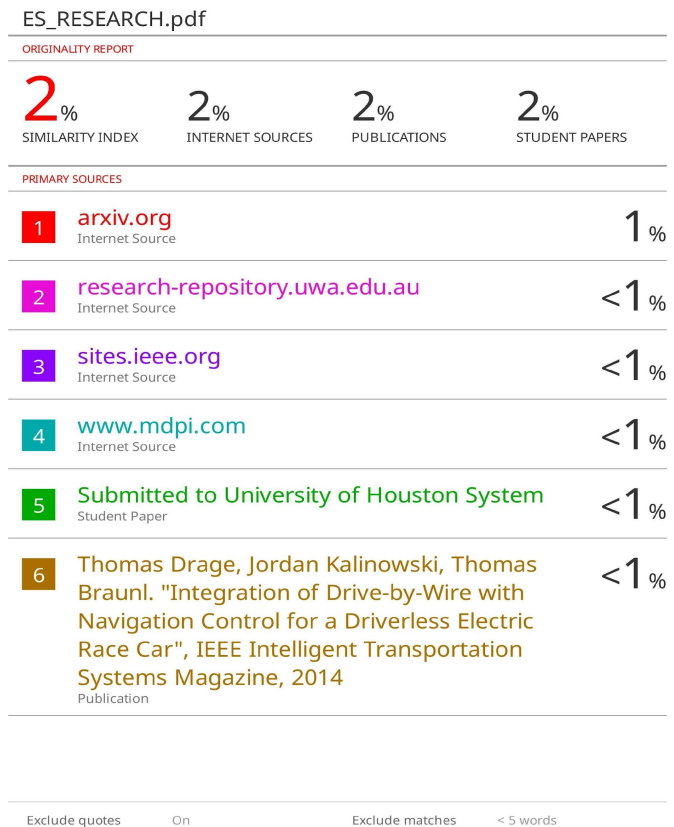 ES_RESEARCH.pdf
ORIGINALITY REPORT
2% 2% 2% 2%
SIMILARITY INDEX INTERNET SOURCES PUBLICATIONS STUDENT PAPERS
PRIMARY SOURCES
1 arxiv.org 1%
Internet Source
2 research-repository.uwa.edu.au <1%
Internet Source
3 sites.ieee.org <1%
Internet Source
4 www.mdpi.com <1%
Internet Source
5 Submitted to University of Houston System <1%
Student Paper
6 Thomas Drage, Jordan Kalinowski, Thomas <1%
Braunl. "Integration of Drive-by-Wire with
Navigation Control for a Driverless Electric
Race Car", IEEE Intelligent Transportation
Systems Magazine, 2014
Publication
Exclude quotes On Exclude matches < 5 words